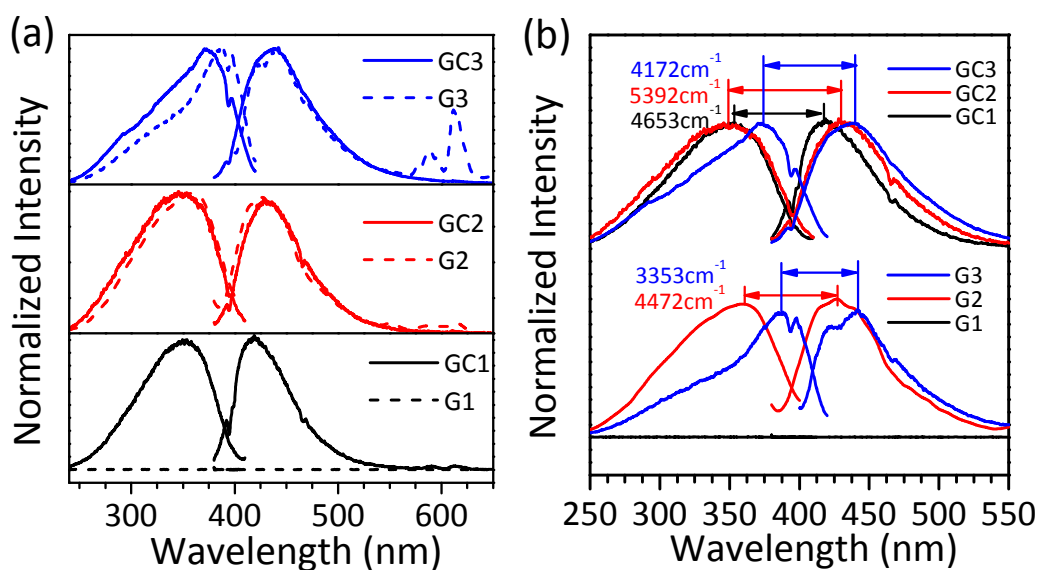 (a)
GC3
G3
GC2
G2
GC1
G1
Normalized Intensity
300 400 500 600
Wavelength (nm)
(b)
4172cm⁻¹
5392cm⁻¹
4653cm⁻¹
GC3
GC2
GC1
3353cm⁻¹
4472cm⁻¹
G3
G2
G1
Normalized Intensity
250 300 350 400 450 500 550
Wavelength (nm)